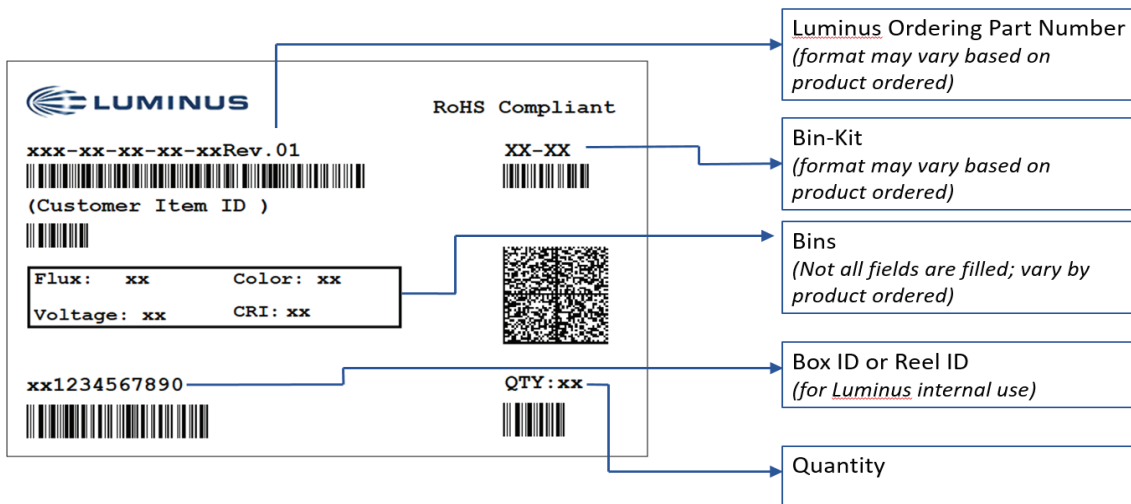 LUMINUS
RoHS Compliant
xxx-xx-xx-xx-xxRev.01
XX-XX
(Customer Item ID )
Flux: xx
Color: xx
Voltage: xx
CRI: xx
xx1234567890
QTY:xx
Luminus Ordering Part Number
(format may vary based on
product ordered)
Bin-Kit
(format may vary based on
product ordered)
Bins
(Not all fields are filled; vary by
product ordered)
Box ID or Reel ID
(for Luminus internal use)
Quantity